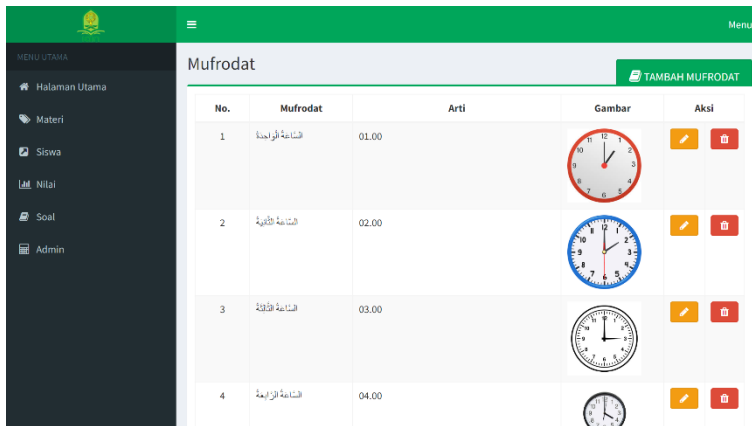 Menu
MENU UTAMA
Halaman Utama
Materi
Siswa
Nilai
Soal
Admin
Mufrodat
TAMBAH MUFRODAT
No. Mufrodat Arti Gambar Aksi
1 السَّاعَةُ الْوَاحِدَةُ 01.00
2 السَّاعَةُ الثَّانِيَةُ 02.00
3 السَّاعَةُ الثَّالِثَةُ 03.00
4 السَّاعَةُ الرَّابِعَةُ 04.00